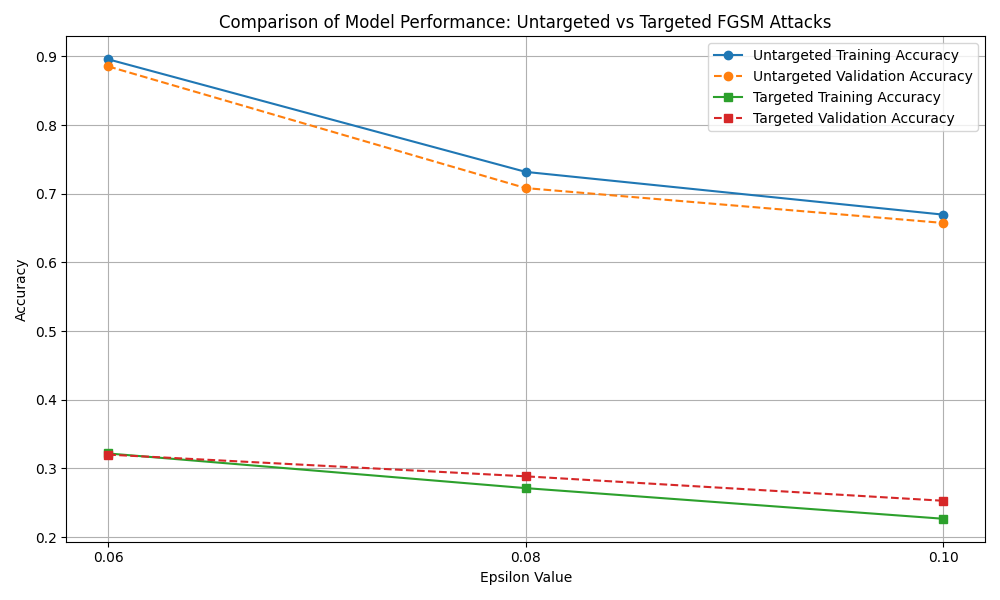 Comparison of Model Performance: Untargeted vs Targeted FGSM Attacks
Untargeted Training Accuracy
Untargeted Validation Accuracy
Targeted Training Accuracy
Targeted Validation Accuracy
Accuracy
0.9
0.8
0.7
0.6
0.5
0.4
0.3
0.2
0.06
0.08
0.10
Epsilon Value